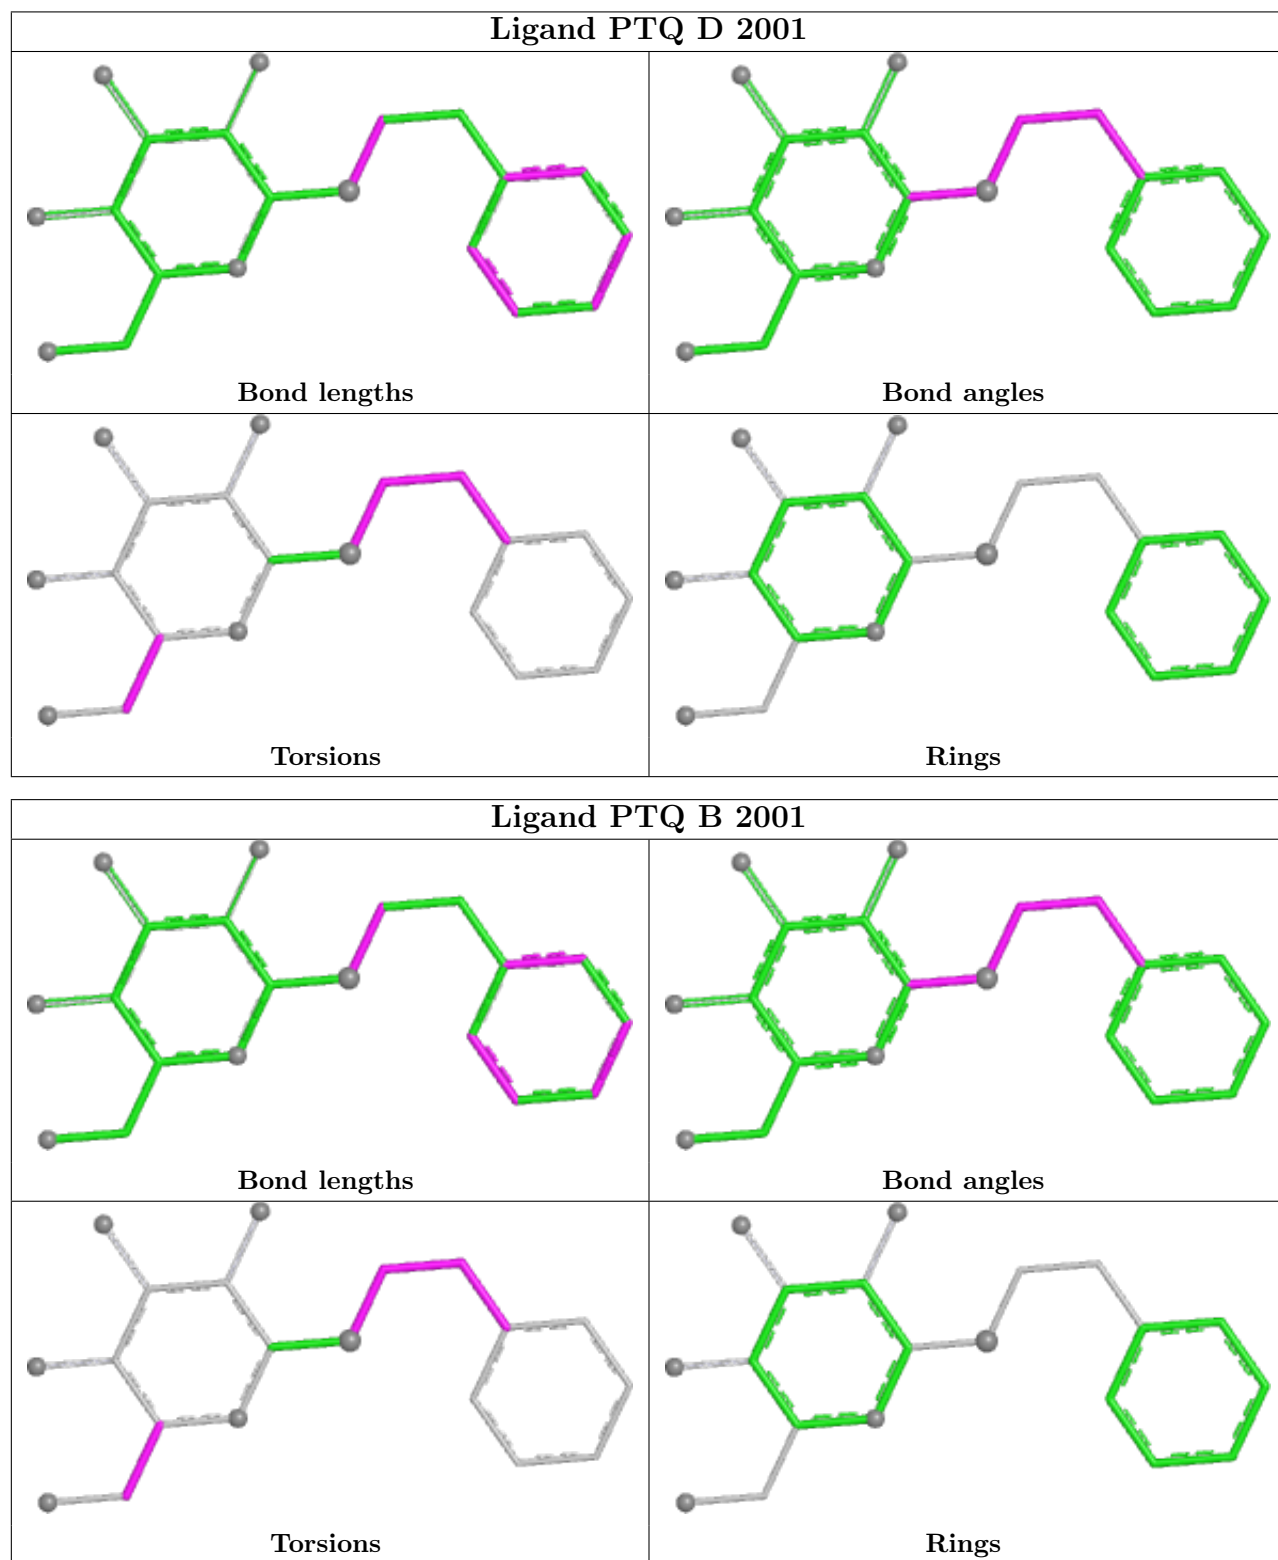 Ligand PTQ D 2001
Bond lengths
Bond angles
Torsions
Rings
Ligand PTQ B 2001
Bond lengths
Bond angles
Torsions
Rings